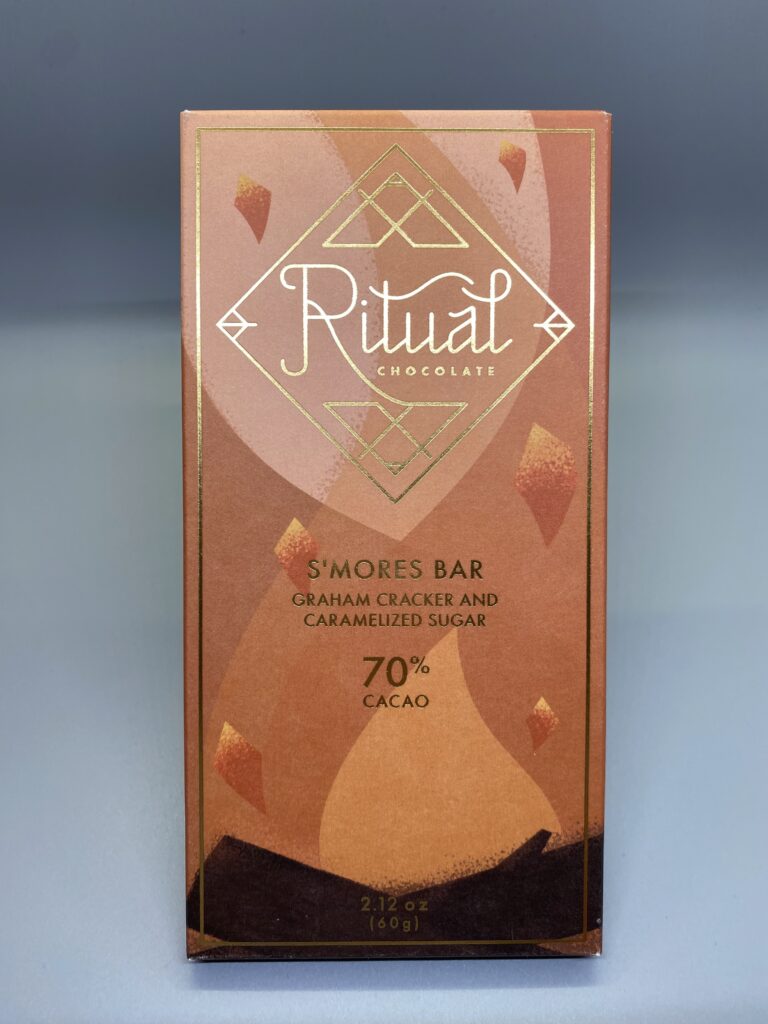 Ritual
CHOCOLATE
S'MORES BAR
GRAHAM CRACKER AND
CARAMELIZED SUGAR
70%
CACAO
2.12 oz
(60g)